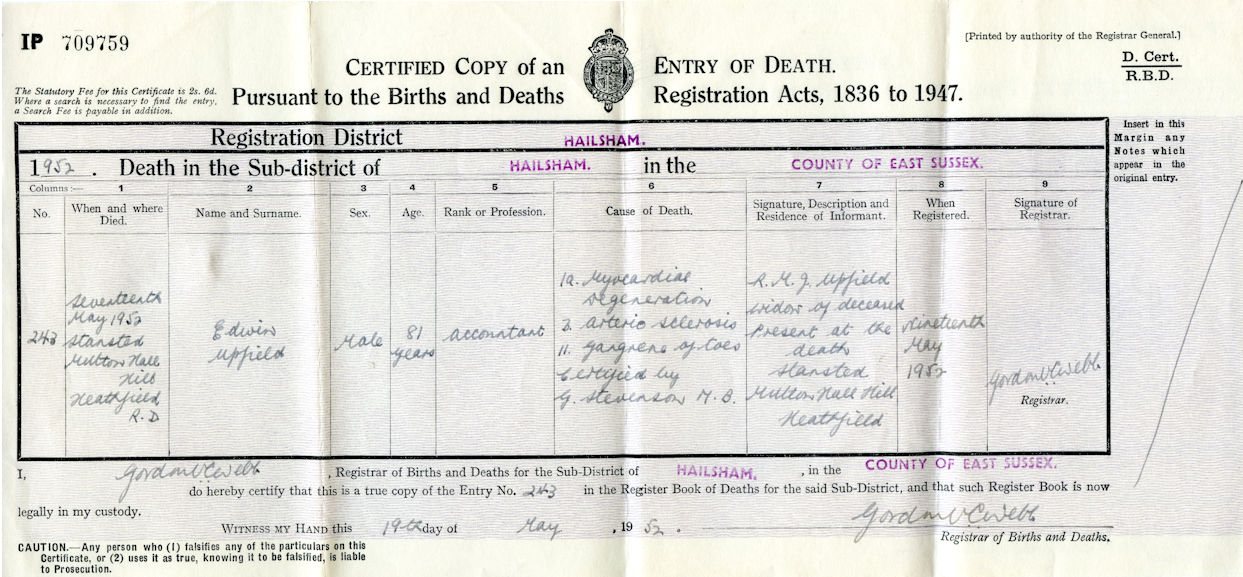 IP 709759
[Printed by authority of the Registrar General.]
D. Cert.
R.B.D.
CERTIFIED COPY of an ENTRY OF DEATH.
Pursuant to the Births and Deaths Registration Acts, 1836 to 1947.
The Statutory Fee for this Certificate is 2s. 6d.
Where a search is necessary to find the entry,
a Search Fee is payable in addition.
Insert in this
Margin any
Notes which
appear in the
original entry.
Registration District HAILSHAM.
1952. Death in the Sub-district of HAILSHAM. in the COUNTY OF EAST SUSSEX.
Columns :— 1 2 3 4 5 6 7 8 9
No. When and where Died. Name and Surname. Sex. Age. Rank or Profession. Cause of Death. Signature, Description and Residence of Informant. When Registered. Signature of Registrar.
243
Seventeenth
May 1952
Stansted
Mutton Hall
Hill
Heathfield
R.D
Edwin
Upfield
Male
81
years
Accountant
1a. Myocardial
Degeneration
2. Arterio Sclerosis
11. Gangrene of toes
Certified by
G. Stevenson M.B.
R. M. J. Upfield
widow of deceased
Present at the
death
Stansted
Mutton Hall Hill
Heathfield
Nineteenth
May
1952
Gordon V C Webb
Registrar.
I, Gordon V C Webb, Registrar of Births and Deaths for the Sub-District of HAILSHAM. , in the COUNTY OF EAST SUSSEX.
do hereby certify that this is a true copy of the Entry No. 243 in the Register Book of Deaths for the said Sub-District, and that such Register Book is now
legally in my custody.
WITNESS MY HAND this 19th day of May, 1952.
Gordon V C Webb
Registrar of Births and Deaths.
CAUTION.—Any person who (1) falsifies any of the particulars on this
Certificate, or (2) uses it as true, knowing it to be falsified, is liable
to Prosecution.